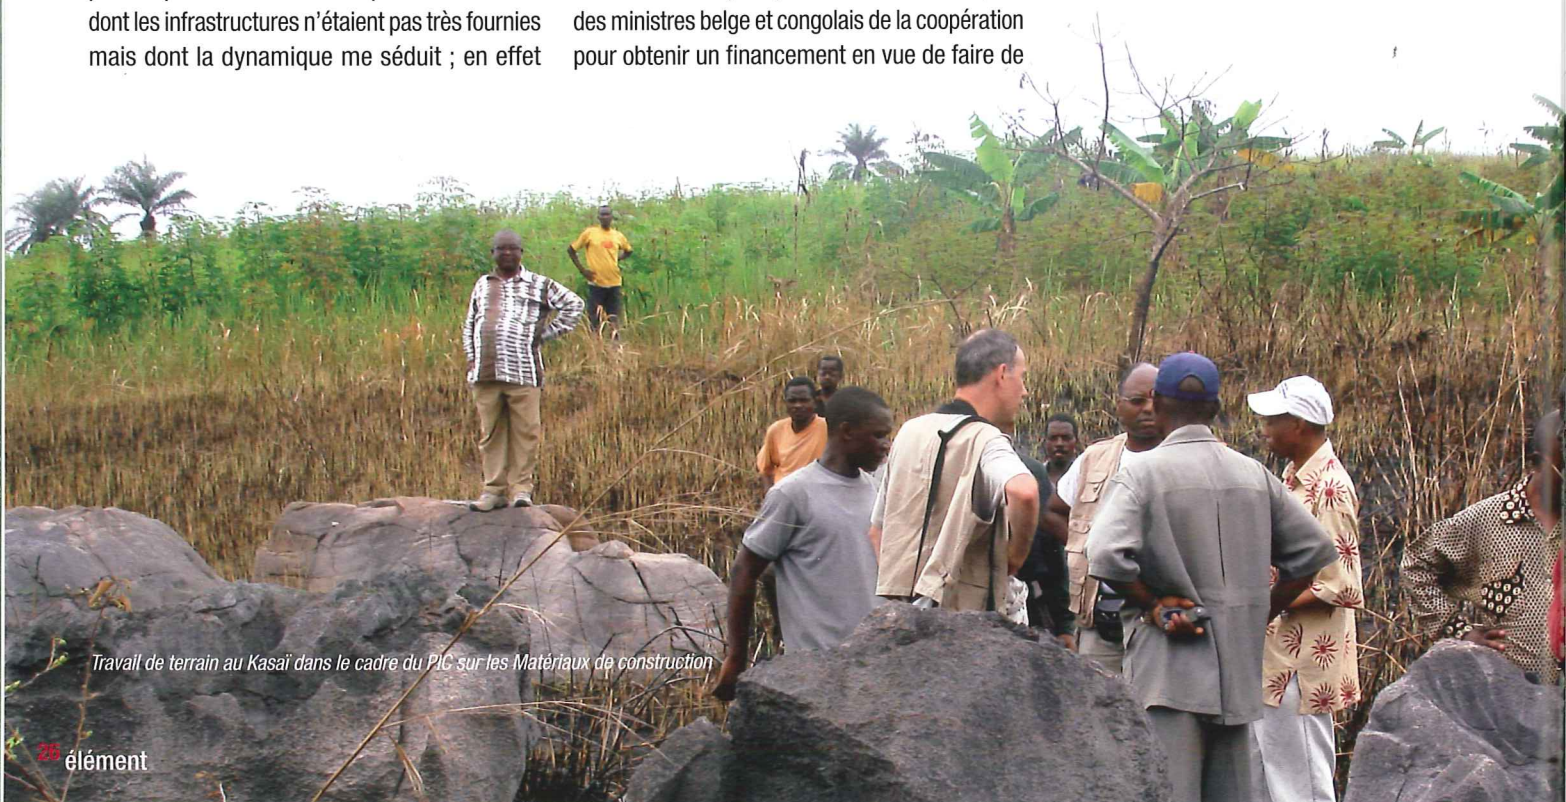 dont les infrastructures n'étaient pas très fournies
mais dont la dynamique me séduit ; en effet
des ministres belge et congolais de la coopération
pour obtenir un financement en vue de faire de
Travail de terrain au Kasaï dans le cadre du PIC sur les Matériaux de construction
26 élément